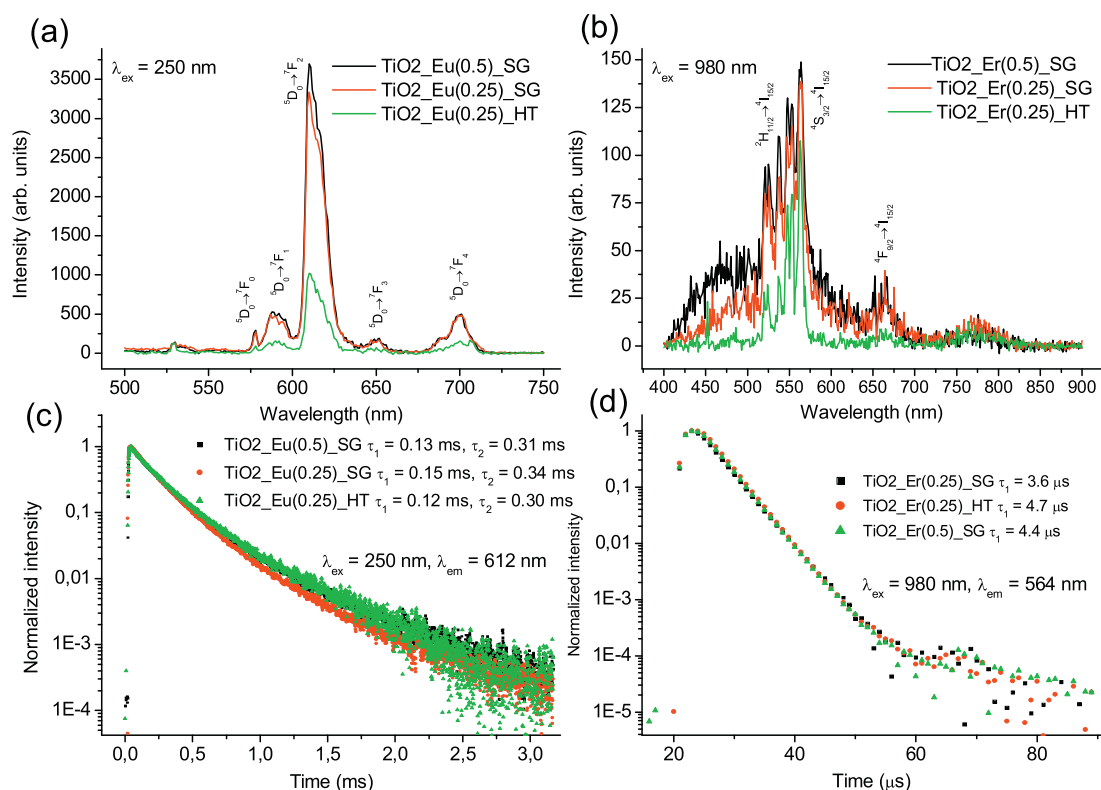 (a)
λex = 250 nm
TiO2_Eu(0.5)_SG
TiO2_Eu(0.25)_SG
TiO2_Eu(0.25)_HT
⁵D₀→⁷F₀
⁵D₀→⁷F₁
⁵D₀→⁷F₂
⁵D₀→⁷F₃
⁵D₀→⁷F₄
Intensity (arb. units)
3500
3000
2500
2000
1500
1000
500
0
500 550 600 650 700 750
Wavelength (nm)
(b)
λex = 980 nm
TiO2_Er(0.5)_SG
TiO2_Er(0.25)_SG
TiO2_Er(0.25)_HT
²H₁₁/₂→⁴I₁₅/₂
⁴S₃/₂→⁴I₁₅/₂
⁴F₉/₂→⁴I₁₅/₂
Intensity (arb. units)
150
125
100
75
50
25
0
400 450 500 550 600 650 700 750 800 850 900
Wavelength (nm)
(c)
TiO2_Eu(0.5)_SG τ₁ = 0.13 ms, τ₂ = 0.31 ms
TiO2_Eu(0.25)_SG τ₁ = 0.15 ms, τ₂ = 0.34 ms
TiO2_Eu(0.25)_HT τ₁ = 0.12 ms, τ₂ = 0.30 ms
λex = 250 nm, λem = 612 nm
Normalized intensity
1
0,1
0,01
1E-3
1E-4
0,0 0,5 1,0 1,5 2,0 2,5 3,0
Time (ms)
(d)
TiO2_Er(0.25)_SG τ₁ = 3.6 μs
TiO2_Er(0.25)_HT τ₁ = 4.7 μs
TiO2_Er(0.5)_SG τ₁ = 4.4 μs
λex = 980 nm, λem = 564 nm
Normalized intensity
1
0,1
0,01
1E-3
1E-4
1E-5
20 40 60 80
Time (μs)